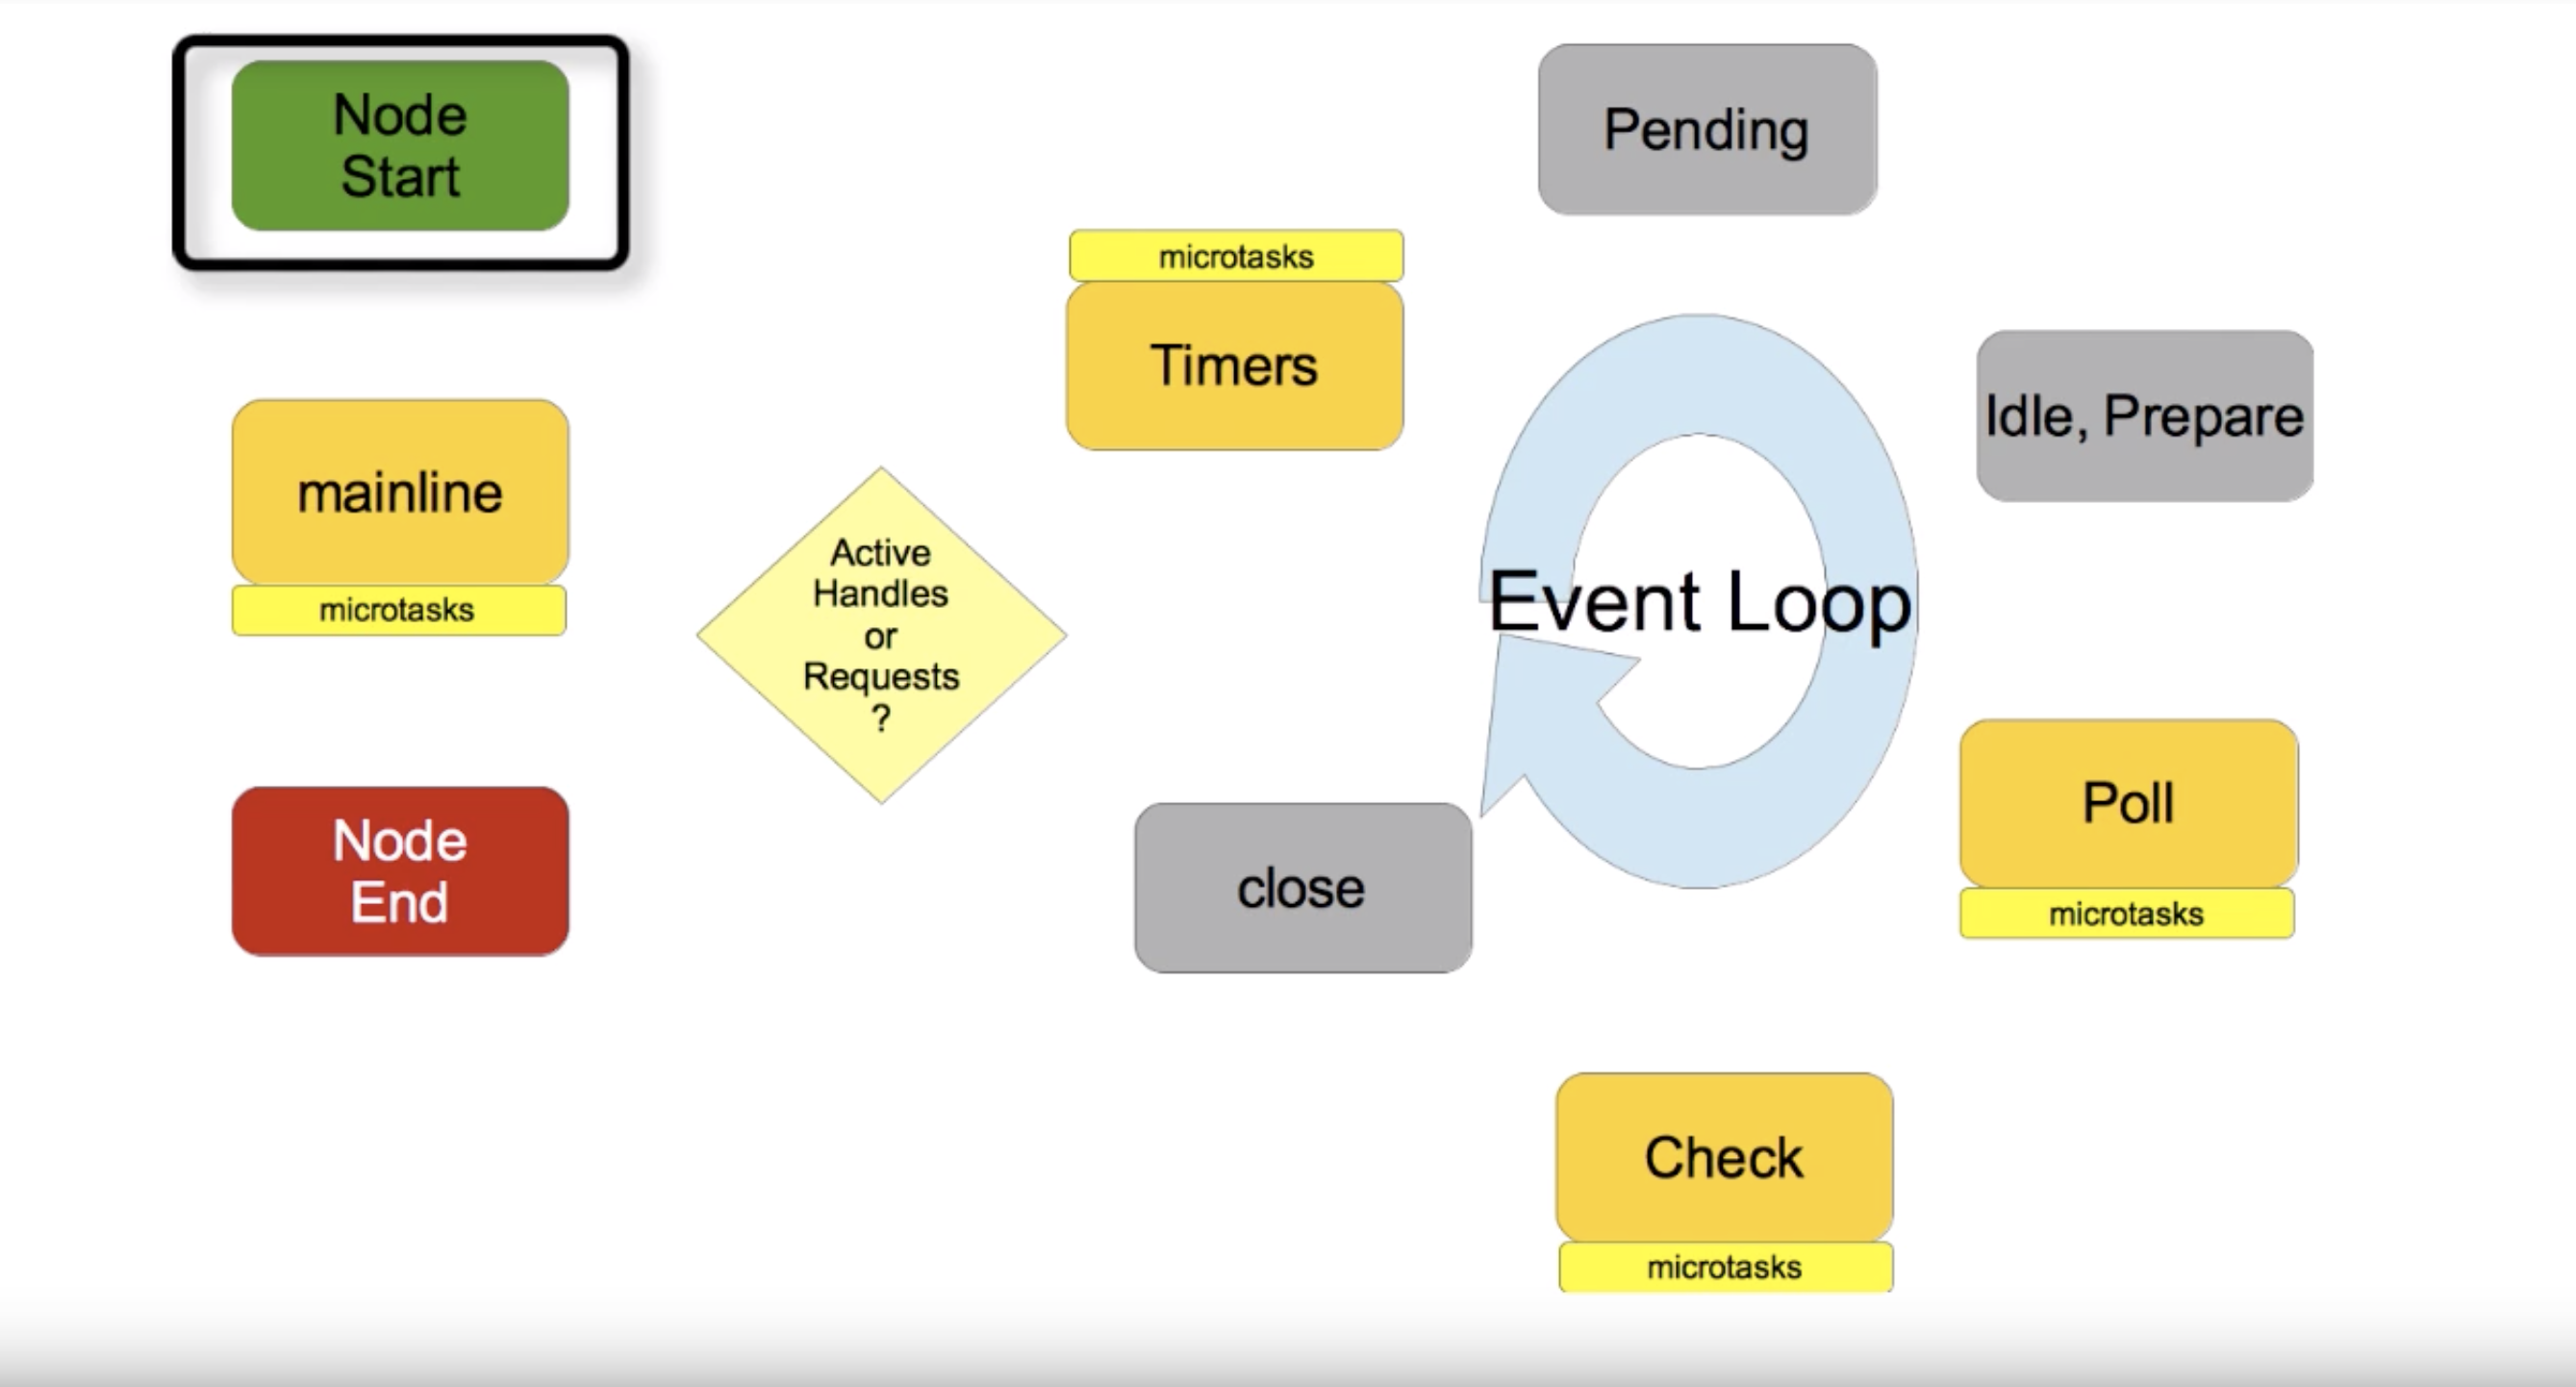 Node
Start
mainline
microtasks
Node
End
Active
Handles
or
Requests
?
microtasks
Timers
Pending
Idle, Prepare
Event Loop
Poll
microtasks
close
Check
microtasks